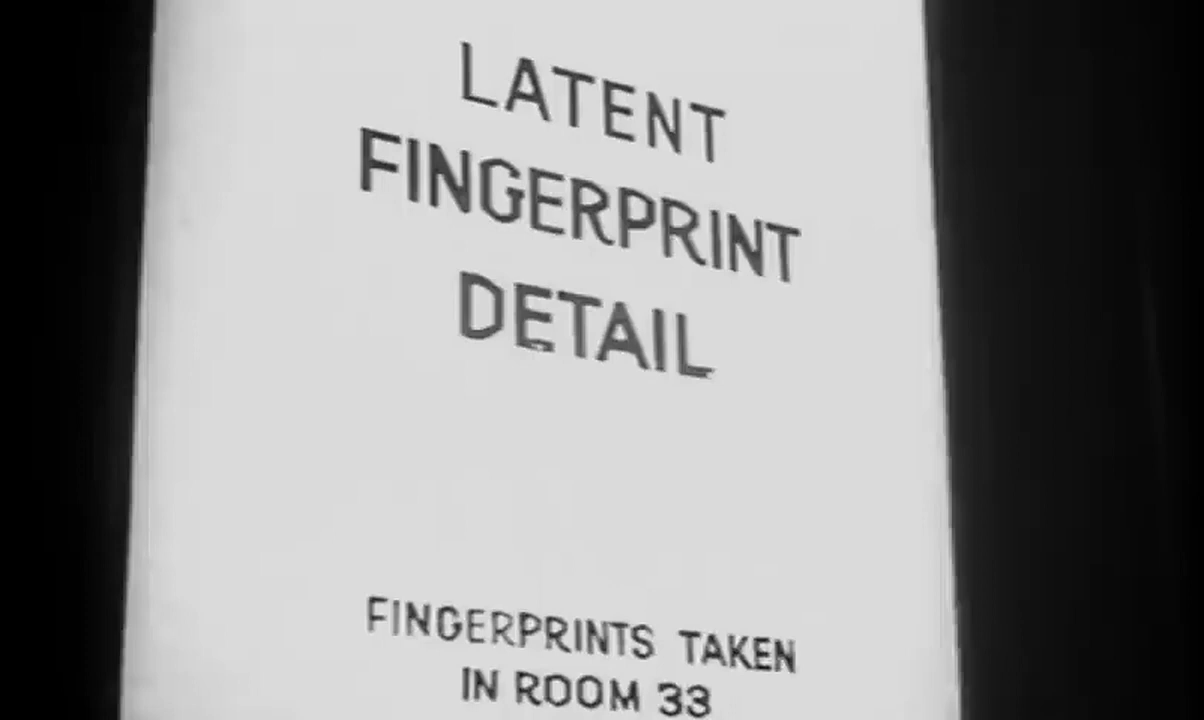 LATENT
FINGERPRINT
DETAIL
FINGERPRINTS TAKEN
IN ROOM 33